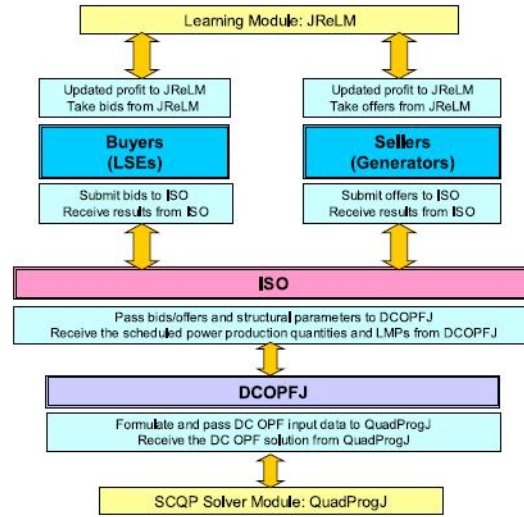 Learning Module: JReLM
Updated profit to JReLM
Take bids from JReLM
Updated profit to JReLM
Take offers from JReLM
Buyers
(LSEs)
Sellers
(Generators)
Submit bids to ISO
Receive results from ISO
Submit offers to ISO
Receive results from ISO
ISO
Pass bids/offers and structural parameters to DCOPFJ
Receive the scheduled power production quantities and LMPs from DCOPFJ
DCOPFJ
Formulate and pass DC OPF input data to QuadProgJ
Receive the DC OPF solution from QuadProgJ
SCQP Solver Module: QuadProgJ